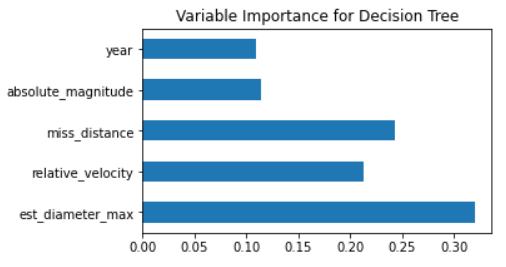 Variable Importance for Decision Tree
year
absolute_magnitude
miss_distance
relative_velocity
est_diameter_max
0.00 0.05 0.10 0.15 0.20 0.25 0.30